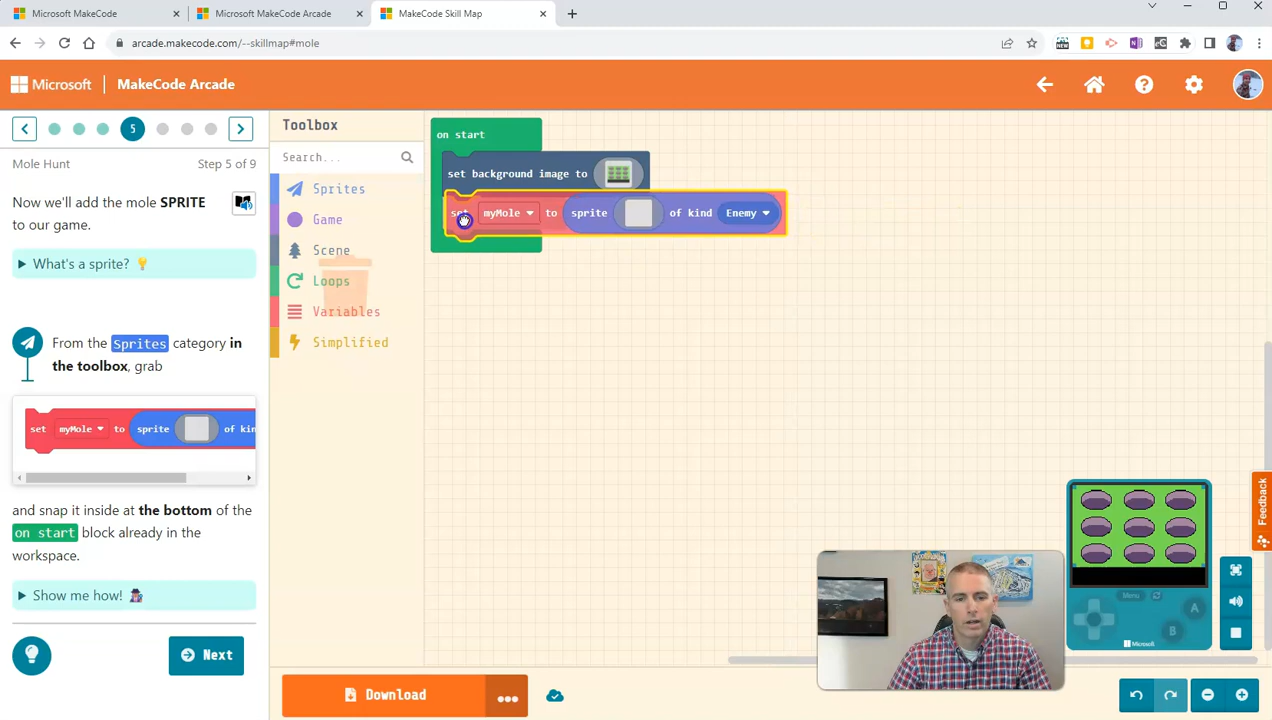 Microsoft MakeCode
Microsoft MakeCode Arcade
MakeCode Skill Map
arcade.makecode.com/--skillmap#mole
Microsoft
MakeCode Arcade
5
Mole Hunt
Step 5 of 9
Now we'll add the mole SPRITE
to our game.
What's a sprite?
From the Sprites category in
the toolbox, grab
set myMole to sprite of kin
and snap it inside at the bottom of the
on start block already in the
workspace.
Show me how!
Next
Toolbox
Search...
Sprites
Game
Scene
Loops
Variables
Simplified
on start
set background image to
set myMole to sprite of kind Enemy
Download
Menu
A
B
Microsoft
Feedback